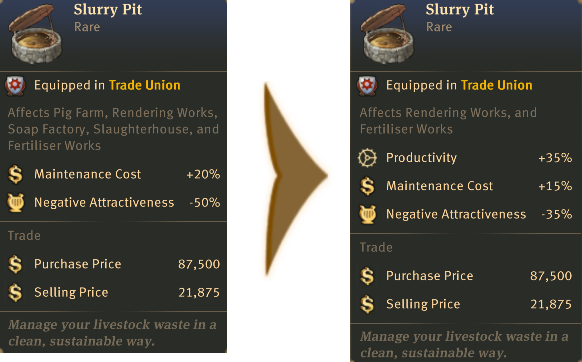 Slurry Pit
Rare
Equipped in Trade Union
Affects Pig Farm, Rendering Works,
Soap Factory, Slaughterhouse, and
Fertiliser Works
Maintenance Cost +20%
Negative Attractiveness -50%
Trade
Purchase Price 87,500
Selling Price 21,875
Manage your livestock waste in a
clean, sustainable way.
Slurry Pit
Rare
Equipped in Trade Union
Affects Rendering Works, and
Fertiliser Works
Productivity +35%
Maintenance Cost +15%
Negative Attractiveness -35%
Trade
Purchase Price 87,500
Selling Price 21,875
Manage your livestock waste in a
clean, sustainable way.